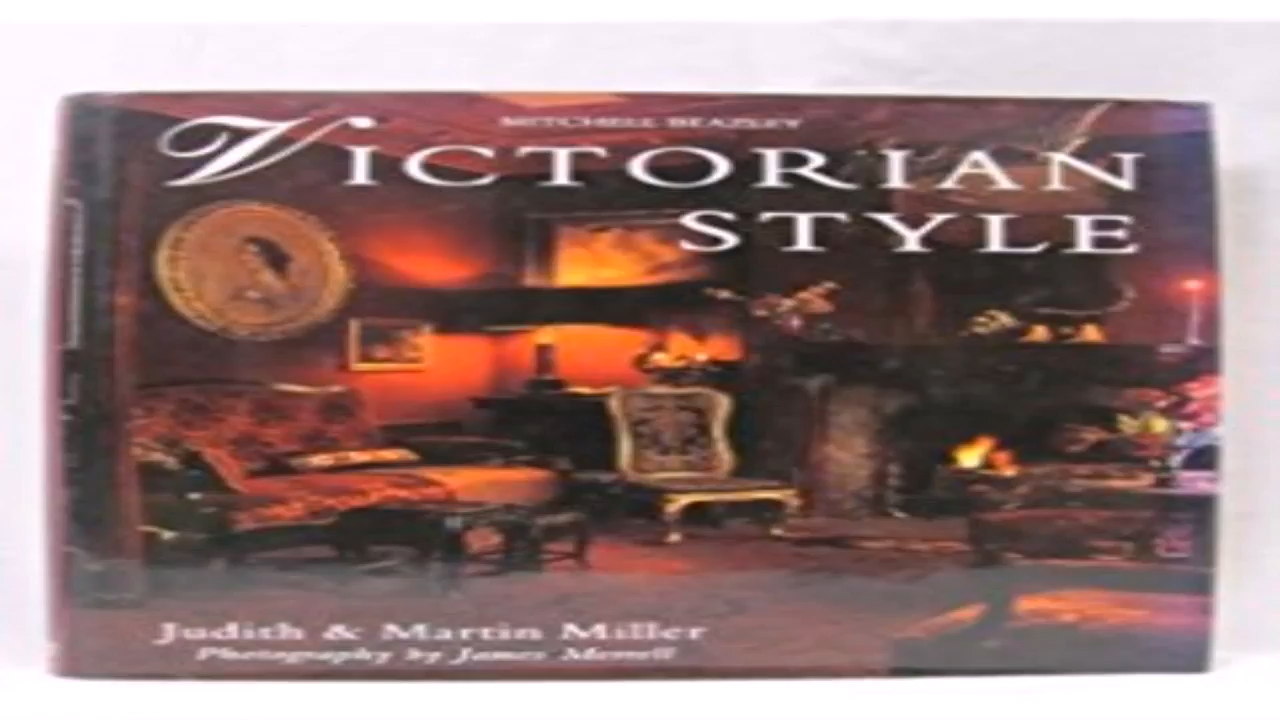 MITCHELL BEAZLEY
VICTORIAN
STYLE
Judith & Martin Miller
Photography by James Merrell